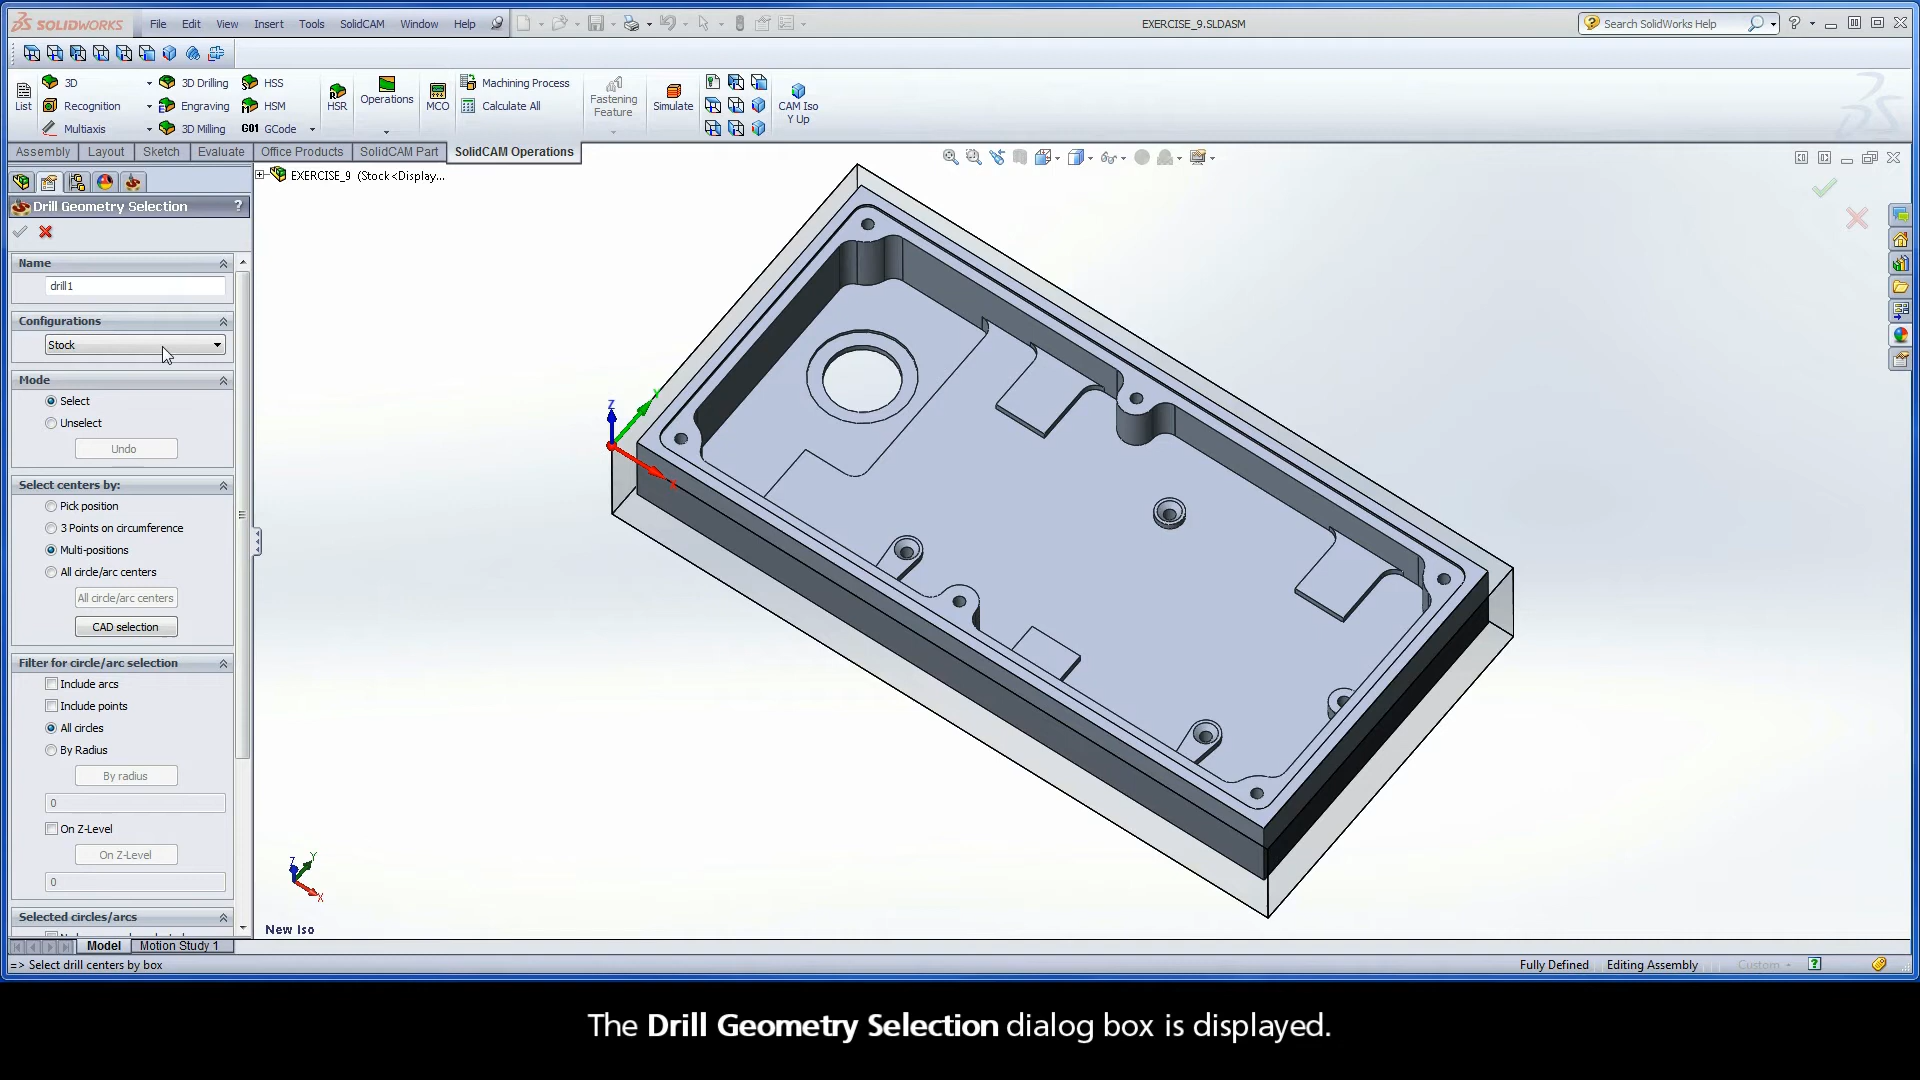 SOLIDWORKS File Edit View Insert Tools SolidCAM Window Help EXERCISE_9.SLDASM Search SolidWorks Help
List 3D Recognition Multiaxis 3D Drilling Engraving 3D Milling HSS HSM G01 GCode HSR Operations MCO Machining Process Calculate All Fastening Feature Simulate CAM Iso Y Up
Assembly Layout Sketch Evaluate Office Products SolidCAM Part SolidCAM Operations
EXERCISE_9 (Stock<Display...
Drill Geometry Selection ?
Name
drill1
Configurations
Stock
Mode
Select
Unselect
Undo
Select centers by:
Pick position
3 Points on circumference
Multi-positions
All circle/arc centers
All circle/arc centers
CAD selection
Filter for circle/arc selection
Include arcs
Include points
All circles
By Radius
By radius
0
On Z-Level
On Z-Level
0
Selected circles/arcs
Z
Y
X
New Iso
Model Motion Study 1
=> Select drill centers by box Fully Defined Editing Assembly Custom
The Drill Geometry Selection dialog box is displayed.